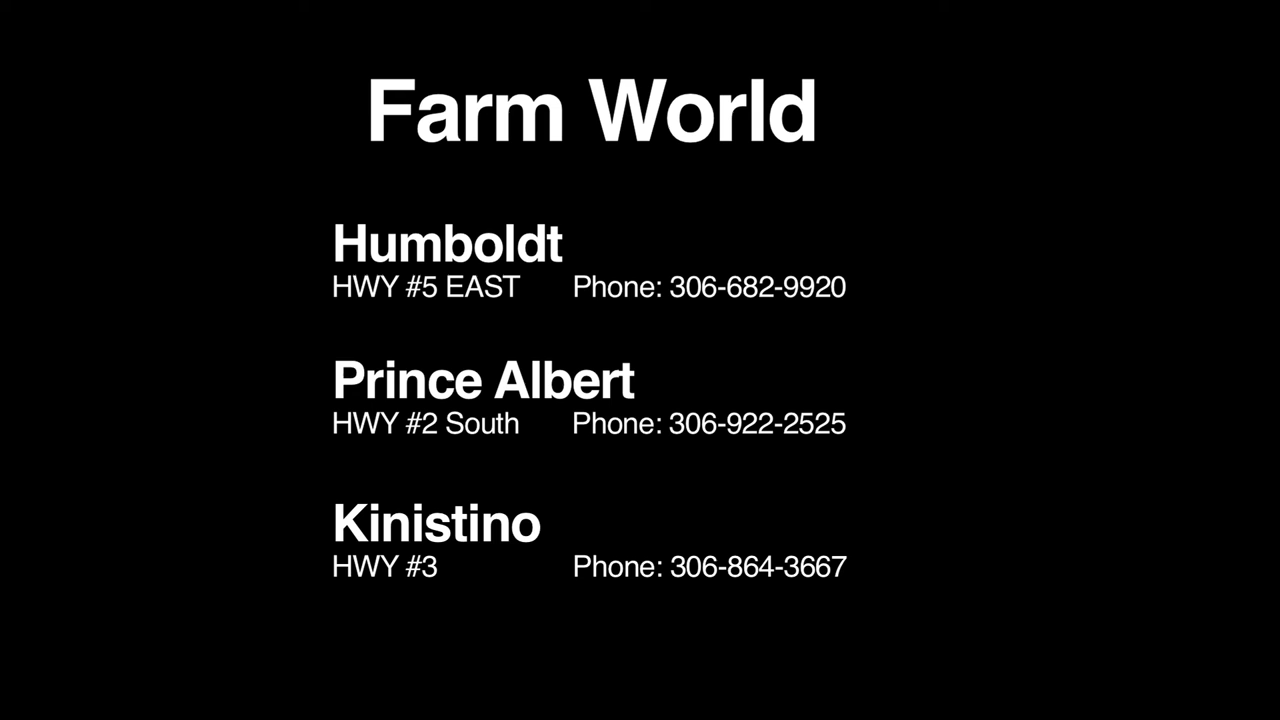 Farm World
Humboldt
HWY #5 EAST Phone: 306-682-9920
Prince Albert
HWY #2 South Phone: 306-922-2525
Kinistino
HWY #3 Phone: 306-864-3667